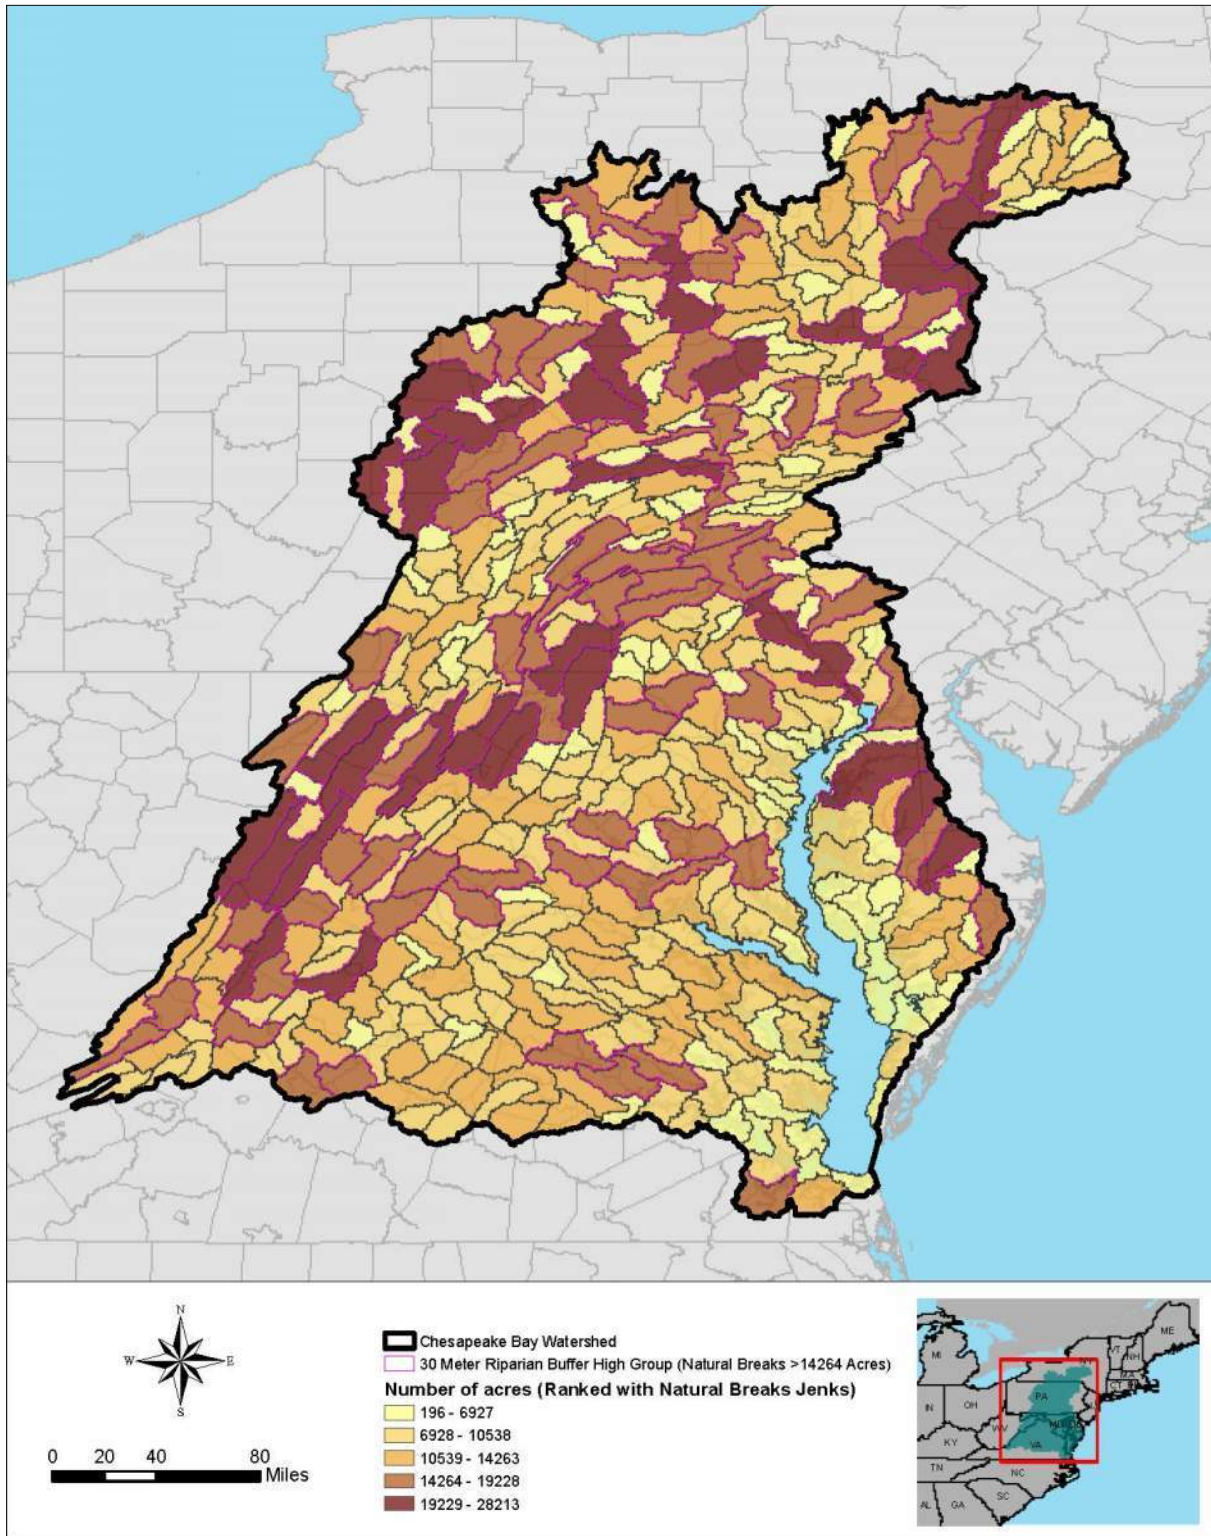 N
W E
S
0 20 40 80
Miles
Chesapeake Bay Watershed
30 Meter Riparian Buffer High Group (Natural Breaks >14264 Acres)
Number of acres (Ranked with Natural Breaks Jenks)
196 - 6927
6928 - 10538
10539 - 14263
14264 - 19228
19229 - 28213
ME
VT
NH
MI
NY
MA
CT
PA
OH
IN
WV
KY
VA
TN
NC
SC
AL
GA